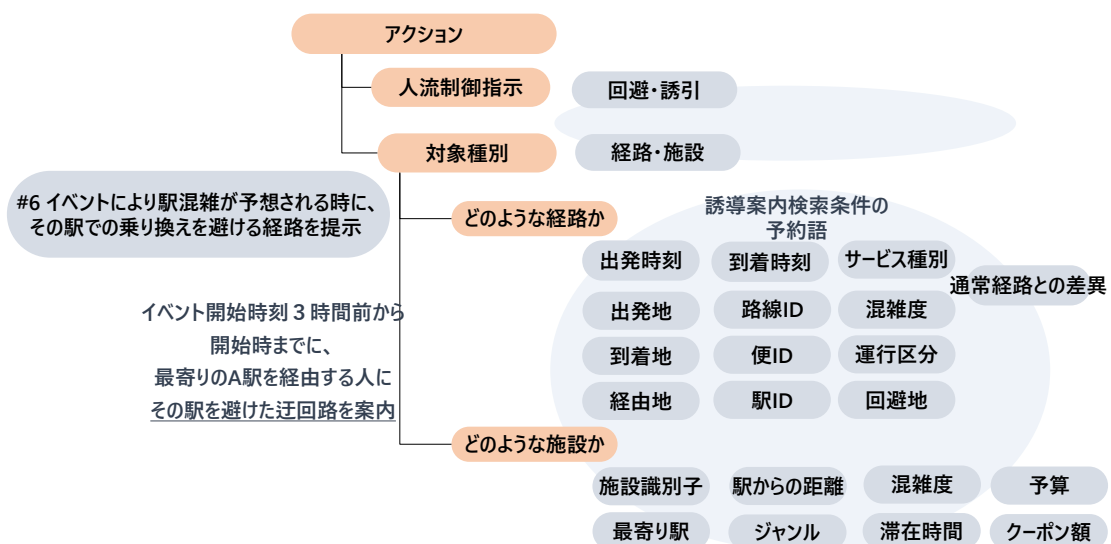 アクション
人流制御指示
回避・誘引
対象種別
経路・施設
#6 イベントにより駅混雑が予想される時に、
その駅での乗り換えを避ける経路を提示
どのような経路か
誘導案内検索条件の
予約語
出発時刻
到着時刻
サービス種別
通常経路との差異
イベント開始時刻３時間前から
開始時までに、
最寄りのA駅を経由する人に
その駅を避けた迂回路を案内
出発地
路線ID
混雑度
到着地
便ID
運行区分
経由地
駅ID
回避地
どのような施設か
施設識別子
駅からの距離
混雑度
予算
最寄り駅
ジャンル
滞在時間
クーポン額